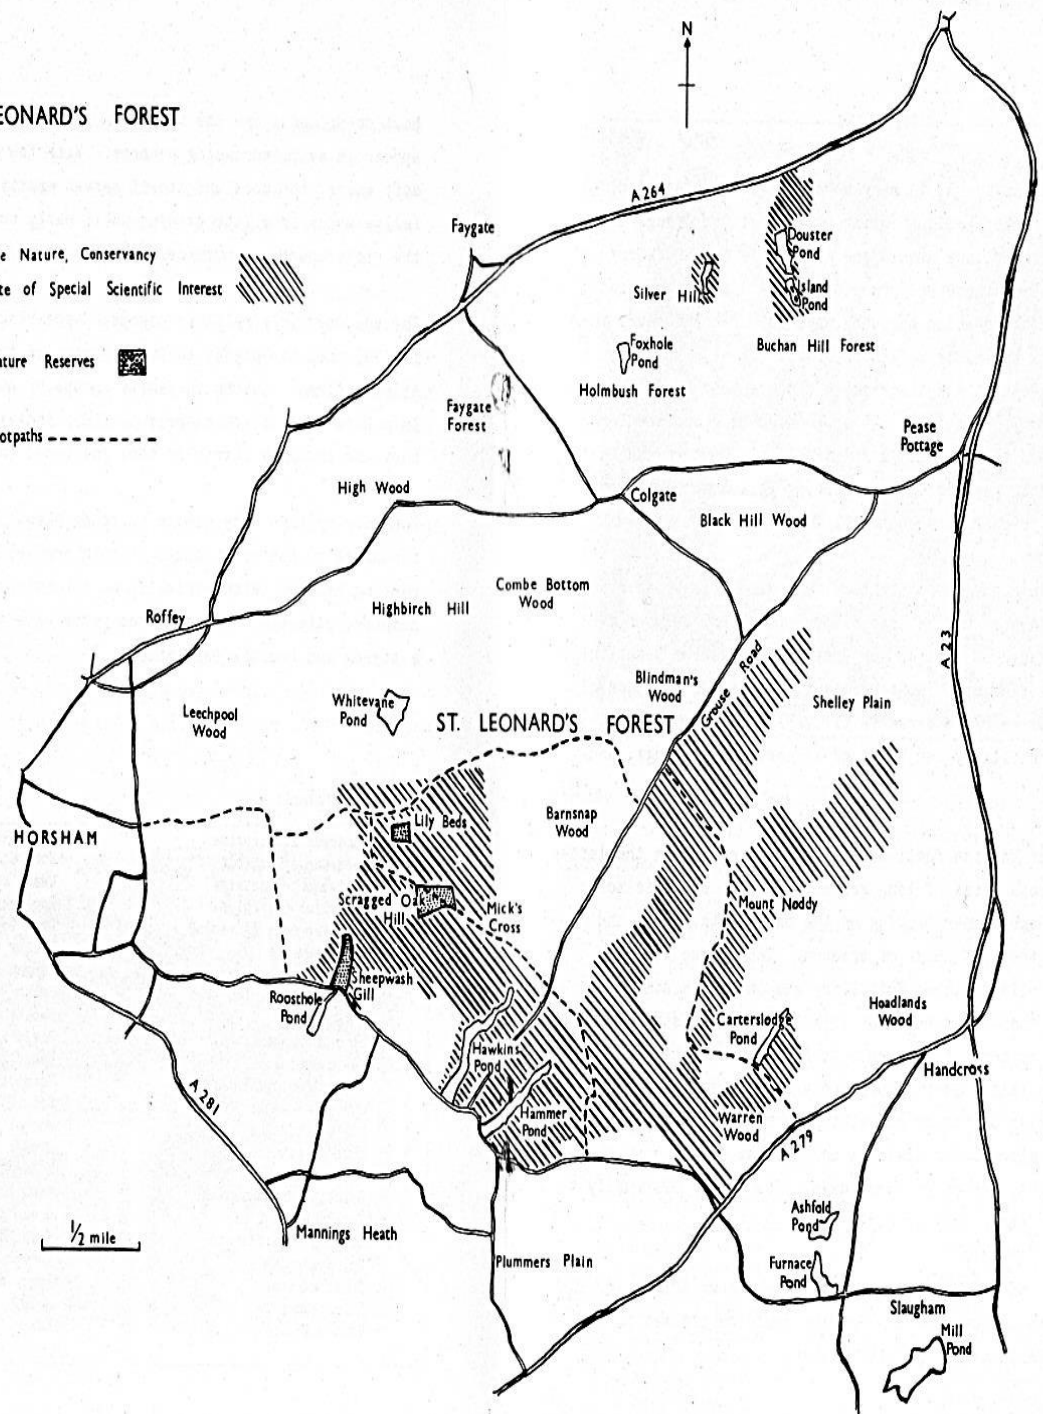 EONARD'S FOREST
e Nature, Conservancy
te of Special Scientific Interest
ature Reserves
otpaths
N
A 264
Faygate
Douster
Pond
Silver Hill
Island
Pond
Foxhole
Pond
Buchan Hill Forest
Holmbush Forest
Faygate
Forest
Pease
Pottage
High Wood
Colgate
Black Hill Wood
Combe Bottom
Wood
Highbirch Hill
Roffey
A 23
Grouse Road
Blindman's
Wood
Shelley Plain
Whitevane
Pond
Leechpool
Wood
ST. LEONARD'S FOREST
Lily Beds
Barnsnap
Wood
HORSHAM
Scragged Oak
Hill
Mick's
Cross
Mount Noddy
Sheepwash
Gill
Roosthole
Pond
Hoadlands
Wood
Carterslodge
Pond
Hawkins
Pond
Handcross
A 281
Hammer
Pond
Warren
Wood
A 279
Ashfold
Pond
Mannings Heath
1/2 mile
Plummers Plain
Furnace
Pond
Slaugham
Mill
Pond